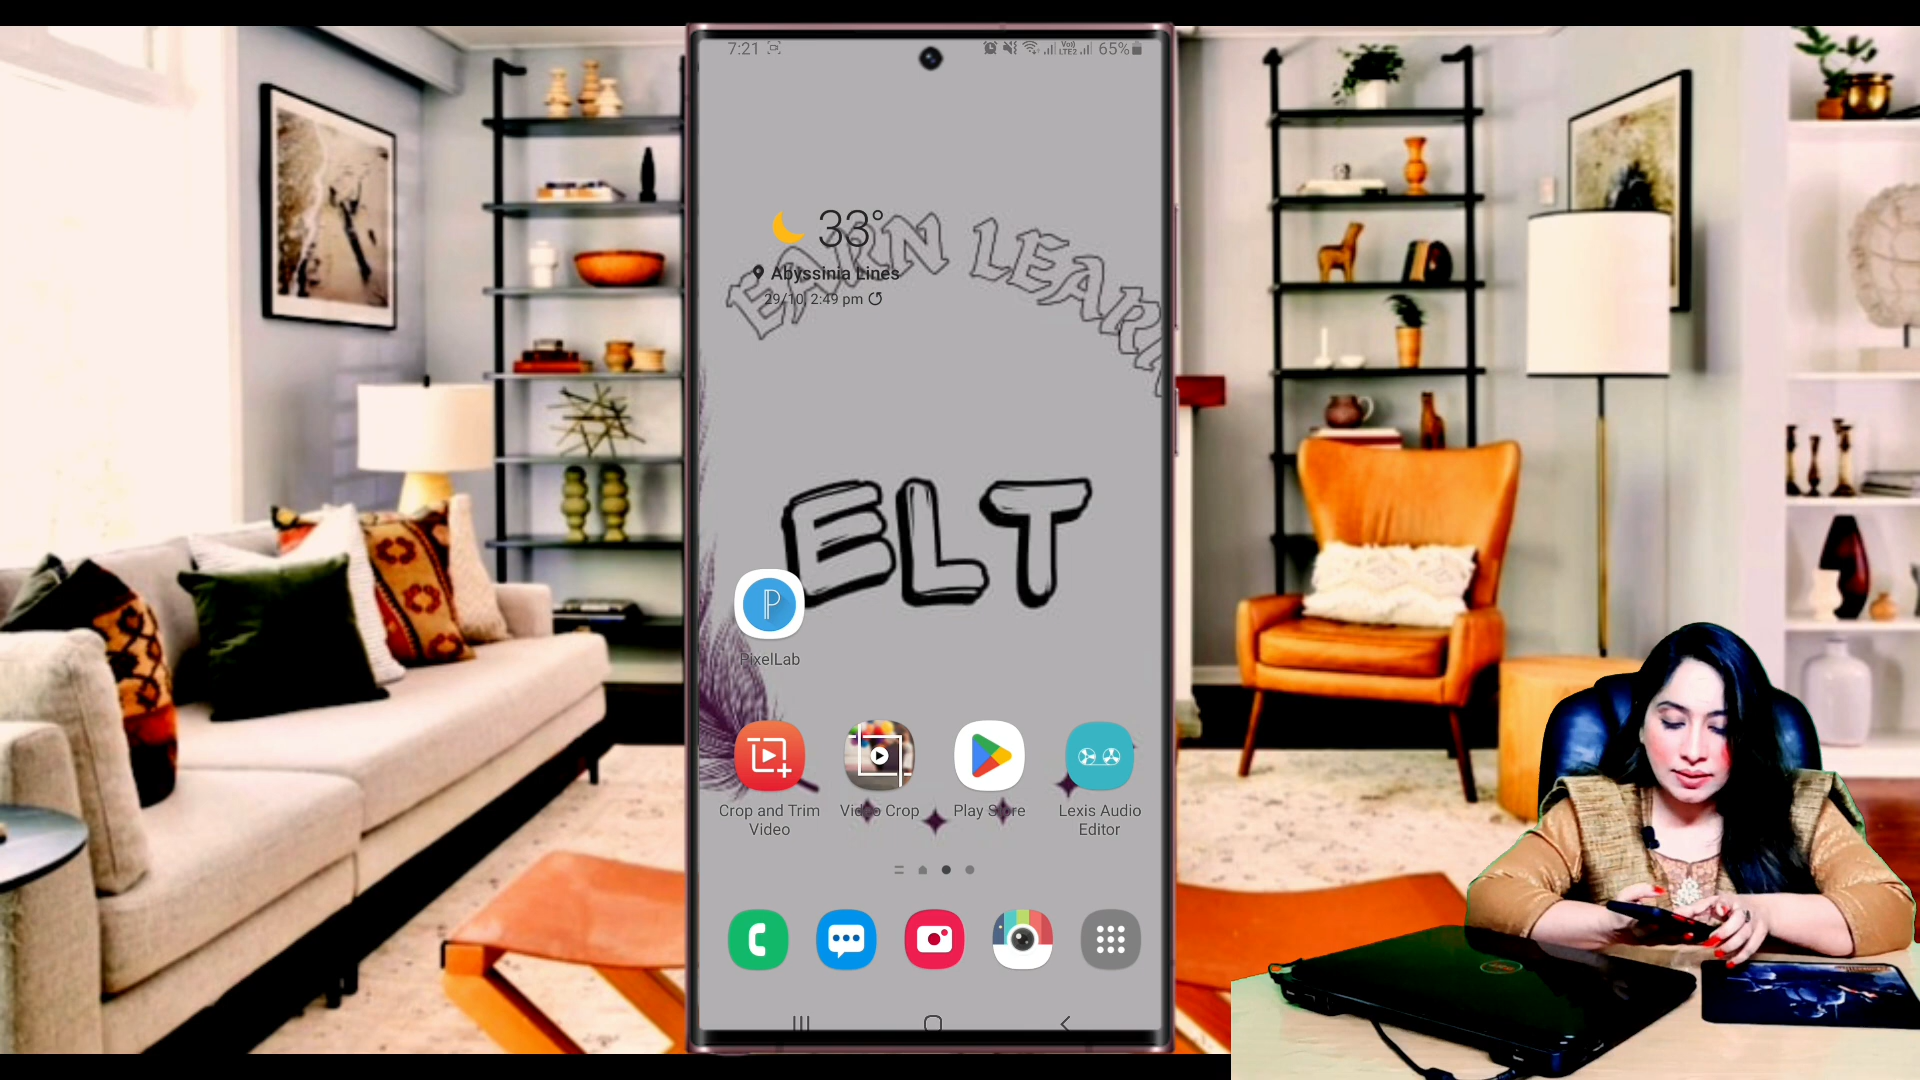 7:21 65%
33°
EARN LEARN
Abyssinia Lines
29/10, 2:49 pm
ELT
PixelLab
Crop and Trim Video
Video Crop
Play Store
Lexis Audio Editor